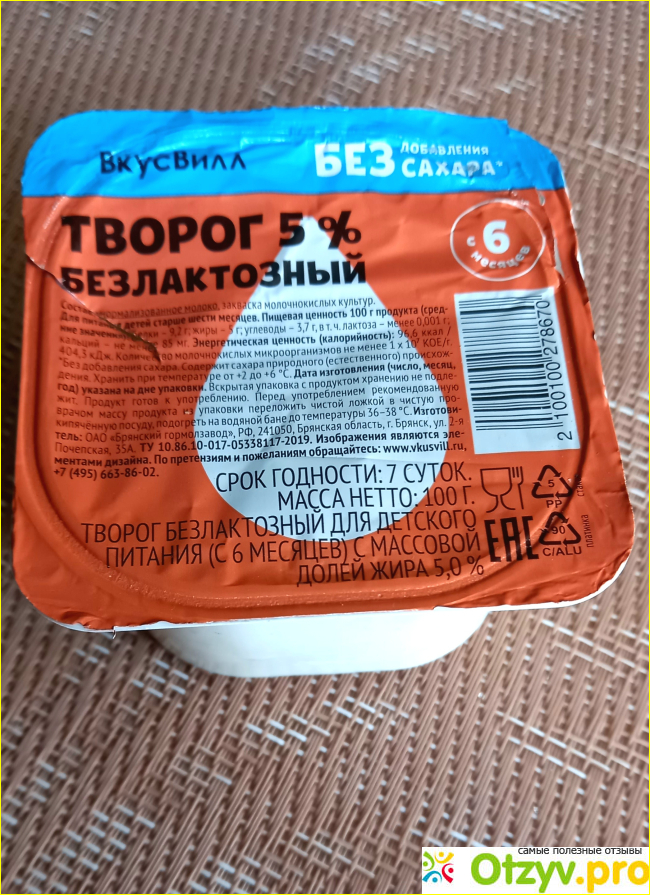 ВкусВилл
БЕЗ ДОБАВЛЕНИЯ
САХАРА*
ТВОРОГ 5 %
БЕЗЛАКТОЗНЫЙ
6
с месяцев
Состав: нормализованное молоко, закваска молочнокислых культур.
Для питания детей старше шести месяцев. Пищевая ценность 100 г продукта (сред-
ние значения): белки – 9,2 г; жиры – 5 г; углеводы – 3,7 г, в т. ч. лактоза – менее 0,001 г;
кальций – не менее 85 мг. Энергетическая ценность (калорийность): 96,6 ккал /
404,3 кДж. Количество молочнокислых микроорганизмов не менее 1 х 10⁶ КОЕ/г.
*Без добавления сахара. Содержит сахара природного (естественного) происхож-
дения. Хранить при температуре от +2 до +6 °С. Дата изготовления (число, месяц,
год) указана на дне упаковки. Вскрытая упаковка с продуктом хранению не подле-
жит. Продукт готов к употреблению. Перед употреблением рекомендованную
врачом массу продукта из упаковки переложить чистой ложкой в чистую про-
кипяченную посуду, подогреть на водяной бане до температуры 36–38 °С. Изготови-
тель: ОАО «Брянский гормолзавод», РФ, 241050, Брянская область, г. Брянск, ул. 2-я
Почепская, 35А. ТУ 10.86.10-017-05338117-2019. Изображения являются эле-
ментами дизайна. По претензиям и пожеланиям обращайтесь: www.vkusvill.ru,
+7 (495) 663-86-02.
2 100100 278670
СРОК ГОДНОСТИ: 7 СУТОК.
МАССА НЕТТО: 100 Г.
ТВОРОГ БЕЗЛАКТОЗНЫЙ ДЛЯ ДЕТСКОГО
ПИТАНИЯ (С 6 МЕСЯЦЕВ) С МАССОВОЙ
ДОЛЕЙ ЖИРА 5,0 %
5
PP
EAC
90
C/ALU
платинка
самые полезные отзывы
Otzyv.pro